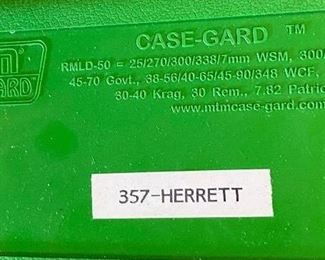 CASE-GARD ™
RMLD-50 = 25/270/300/338/7mm WSM, 300/
45-70 Govt., 38-56/40-65/45-90/348 WCF,
30-40 Krag, 30 Rem., 7.82 Patric
www.mtmcase-gard.com
357-HERRETT